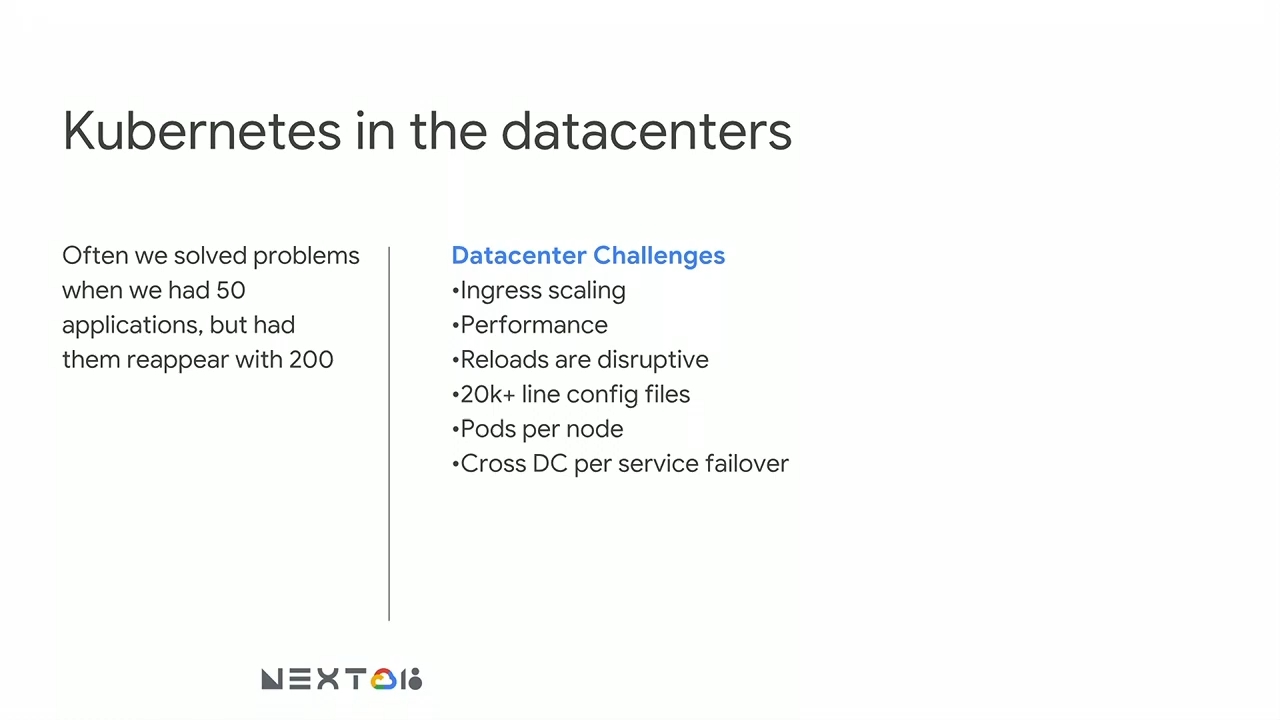 Kubernetes in the datacenters
Often we solved problems
when we had 50
applications, but had
them reappear with 200
Datacenter Challenges
•Ingress scaling
•Performance
•Reloads are disruptive
•20k+ line config files
•Pods per node
•Cross DC per service failover
NEXT 18